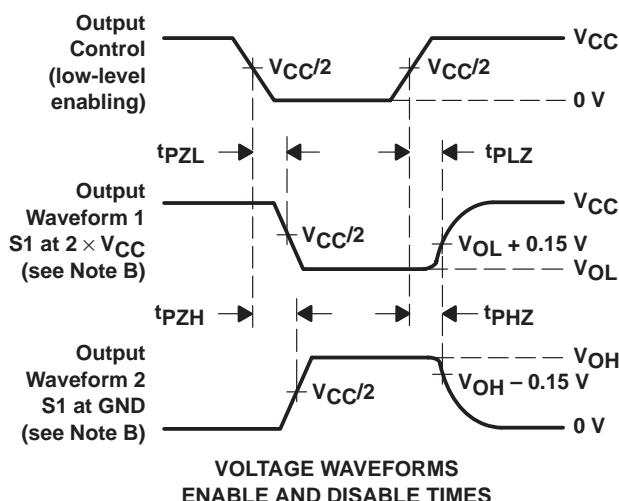 Output
Control
(low-level
enabling)
VCC/2
VCC/2
VCC
0 V
tPZL
tPLZ
Output
Waveform 1
S1 at 2 × VCC
(see Note B)
VCC/2
VCC
VOL + 0.15 V
VOL
tPZH
tPHZ
Output
Waveform 2
S1 at GND
(see Note B)
VCC/2
VOH
VOH – 0.15 V
0 V
VOLTAGE WAVEFORMS
ENABLE AND DISABLE TIMES